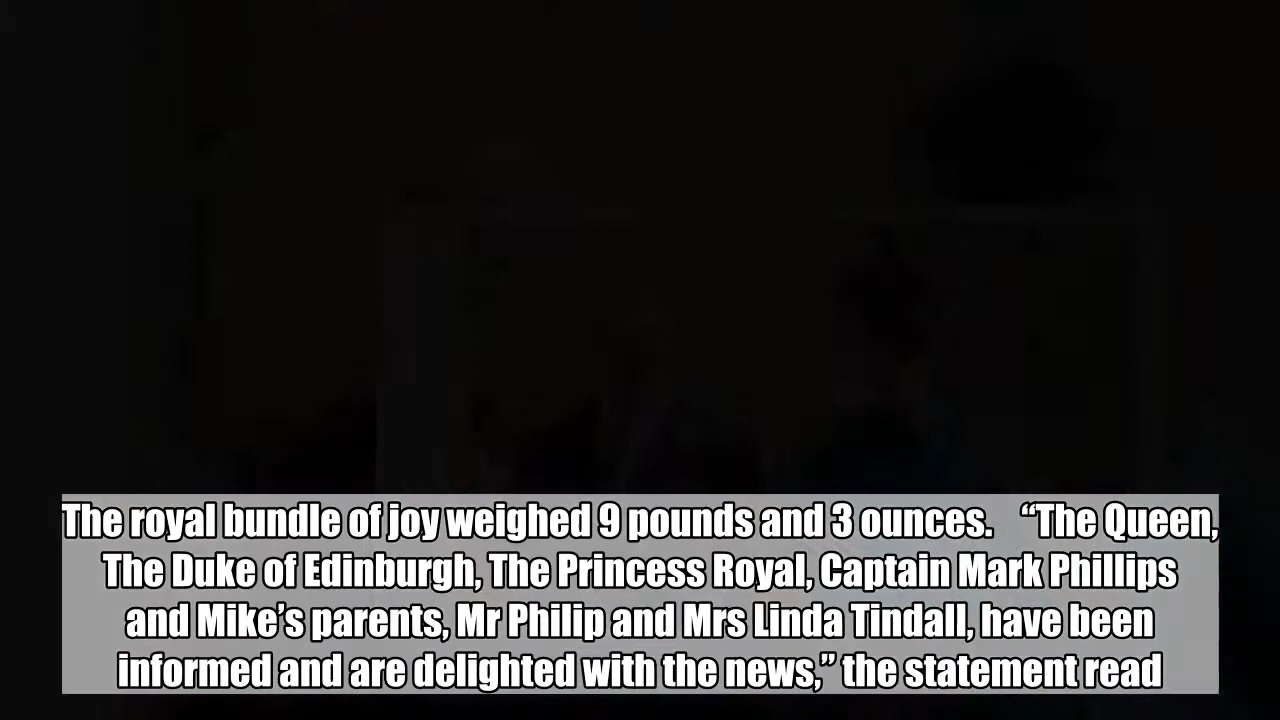 The royal bundle of joy weighed 9 pounds and 3 ounces. “The Queen,
The Duke of Edinburgh, The Princess Royal, Captain Mark Phillips
and Mike’s parents, Mr Philip and Mrs Linda Tindall, have been
informed and are delighted with the news,” the statement read